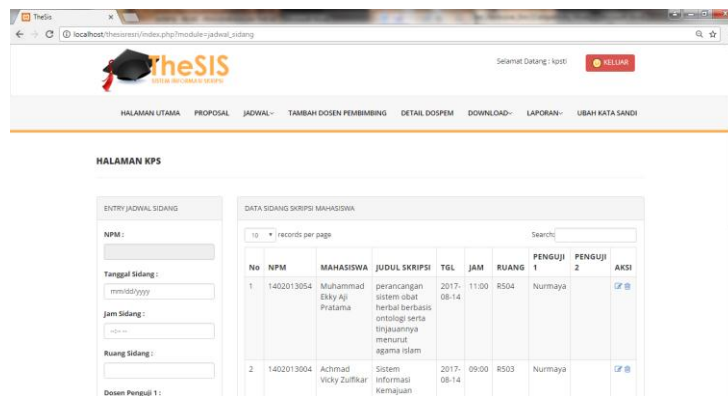 TheSis
localhost/thesisresri/index.php?module=jadwal_sidang
TheSIS
SISTEM INFORMASI SKRIPSI
Selamat Datang : kpsti
KELUAR
HALAMAN UTAMA PROPOSAL JADWAL TAMBAH DOSEN PEMBIMBING DETAIL DOSPEM DOWNLOAD LAPORAN UBAH KATA SANDI
HALAMAN KPS
ENTRY JADWAL SIDANG
NPM :
Tanggal Sidang :
mm/dd/yyyy
Jam Sidang :
--:-- --
Ruang Sidang :
Dosen Penguji 1 :
DATA SIDANG SKRIPSI MAHASISWA
10 records per page
Search:
No NPM MAHASISWA JUDUL SKRIPSI TGL JAM RUANG PENGUJI 1 PENGUJI 2 AKSI
1 1402013054 Muhammad Ekky Aji Pratama perancangan sistem obat herbal berbasis ontologi serta tinjauannya menurut agama islam 2017-08-14 11:00 R504 Nurmaya
2 1402013004 Achmad Vicky Zulfikar Sistem Informasi Kemajuan 2017-08-14 09:00 R503 Nurmaya